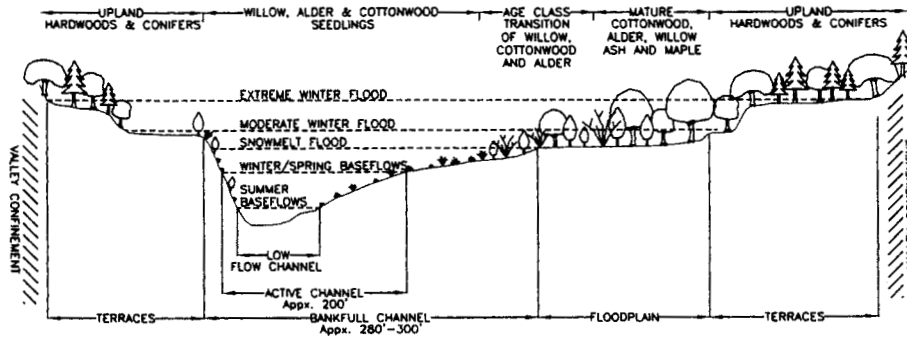 UPLAND
HARDWOODS & CONIFERS
WILLOW, ALDER & COTTONWOOD
SEEDLINGS
AGE CLASS
TRANSITION
OF WILLOW,
COTTONWOOD
AND ALDER
MATURE
COTTONWOOD,
ALDER, WILLOW
ASH AND MAPLE
UPLAND
HARDWOODS & CONIFERS
EXTREME WINTER FLOOD
MODERATE WINTER FLOOD
SNOWMELT FLOOD
WINTER/SPRING BASEFLOWS
SUMMER
BASEFLOWS
VALLEY CONFINEMENT
LOW
FLOW CHANNEL
ACTIVE CHANNEL
Appx. 200'
TERRACES
BANKFULL CHANNEL
Appx. 280'-300'
FLOODPLAIN
TERRACES